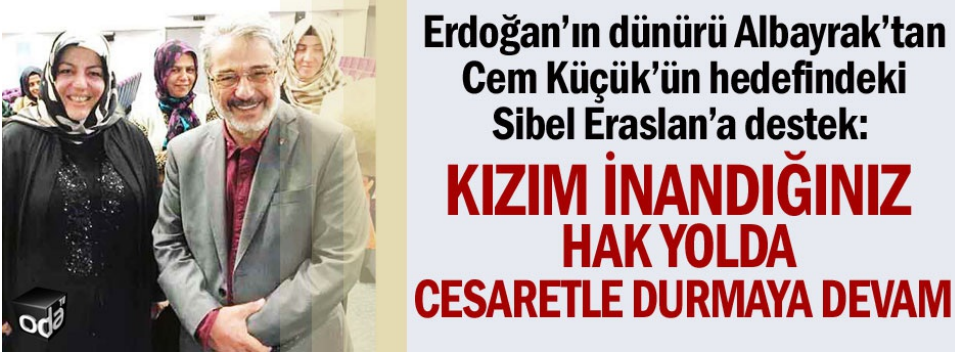 Erdoğan’ın dünürü Albayrak’tan
Cem Küçük’ün hedefindeki
Sibel Eraslan’a destek:
KIZIM İNANDIĞINIZ
HAK YOLDA
CESARETLE DURMAYA DEVAM
oda